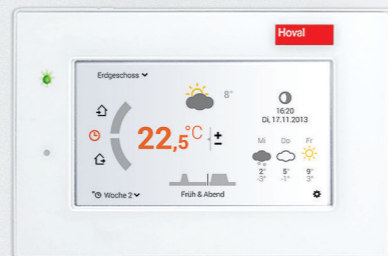 Hoval
Erdgeschoss
8°
16:20
Di, 17.11.2013
22,5°C
+
-
Mi Do Fr
2° 5° 9°
-3° -1° 3°
Woche 2
Früh & Abend